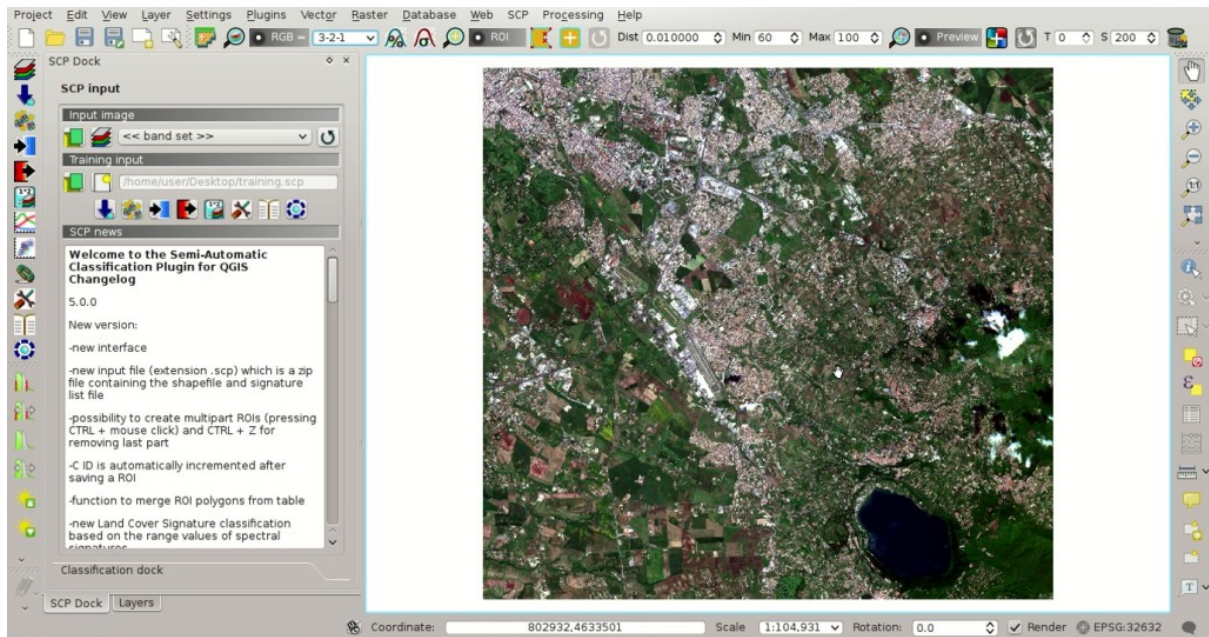 Project Edit View Layer Settings Plugins Vector Raster Database Web SCP Processing Help
RGB = 3-2-1 ROI Dist 0.010000 Min 60 Max 100 Preview T 0 S 200
SCP Dock
SCP input
Input image
<< band set >>
Training input
/home/user/Desktop/training.scp
SCP news
Welcome to the Semi-Automatic
Classification Plugin for QGIS
Changelog
5.0.0
New version:
-new interface
-new input file (extension .scp) which is a zip
file containing the shapefile and signature
list file
-possibility to create multipart ROIs (pressing
CTRL + mouse click) and CTRL + Z for
removing last part
-C ID is automatically incremented after
saving a ROI
-function to merge ROI polygons from table
-new Land Cover Signature classification
based on the range values of spectral
signatures
Classification dock
SCP Dock Layers
Coordinate: 802932,4633501 Scale 1:104,931 Rotation: 0.0 Render EPSG:32632